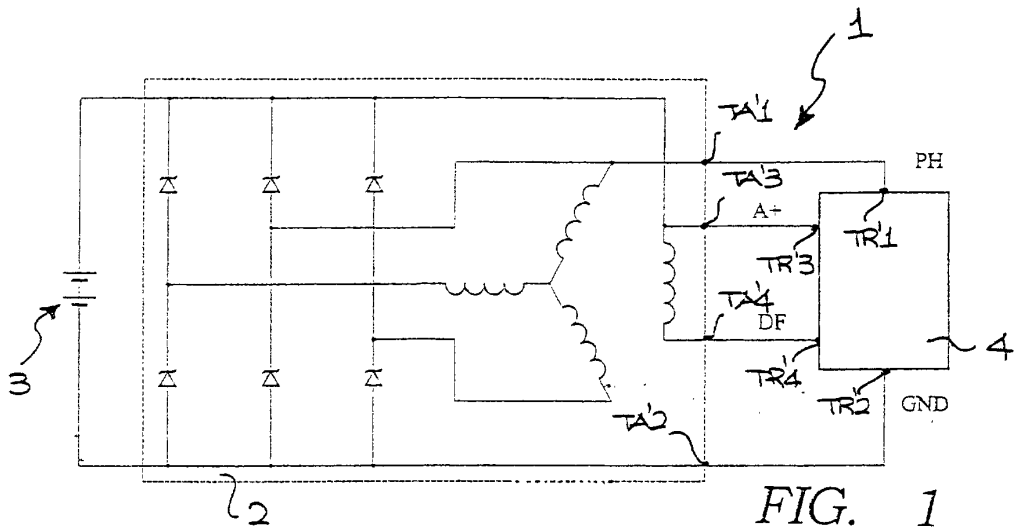 1
TA'1
PH
TA'3
A+
TR'1
TR'3
TA'4
DF
4
3
TR'4
TR'2
GND
TA'2
2
FIG. 1